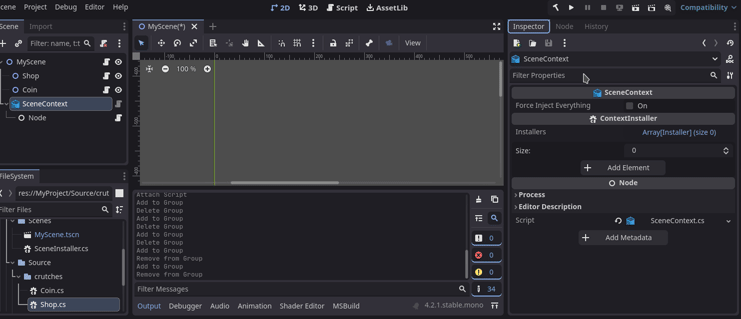 Scene Project Debug Editor Help
2D 3D Script AssetLib
Compatibility
Scene Import
Filter: name, t:t
MyScene
Shop
Coin
SceneContext
Node
FileSystem
res://MyProject/Source/crut
Filter Files
Scenes
MyScene.tscn
SceneInstaller.cs
Source
crutches
Coin.cs
Shop.cs
MyScene(*)
View
100 %
Attach Script
Add to Group
Delete Group
Add to Group
Delete Group
Add to Group
Delete Group
Add to Group
Remove from Group
Add to Group
Remove from Group
Filter Messages
0
0
0
34
Output Debugger Audio Animation Shader Editor MSBuild
4.2.1.stable.mono
Inspector Node History
SceneContext
Filter Properties
SceneContext
Force Inject Everything On
ContextInstaller
Installers Array[Installer] (size 0)
Size: 0
Add Element
Node
Process
Editor Description
Script SceneContext.cs
Add Metadata